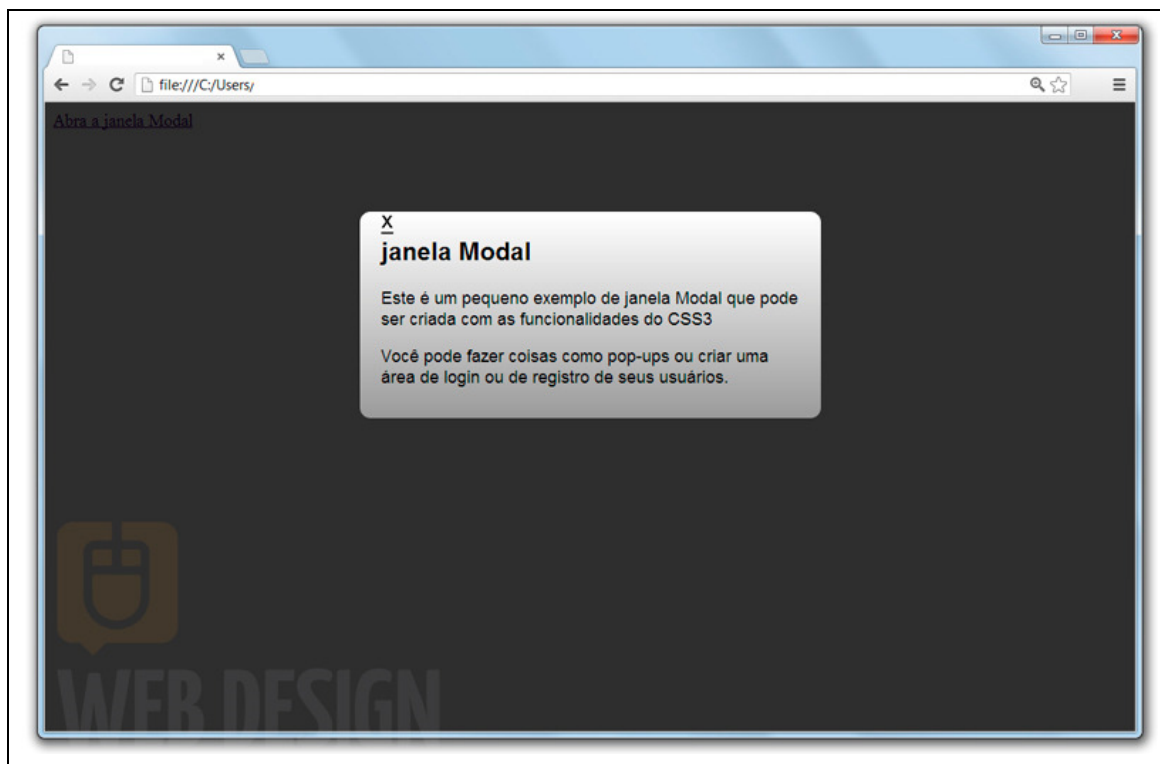 file:///C:/Users/
Abra a janela Modal
X
janela Modal
Este é um pequeno exemplo de janela Modal que pode
ser criada com as funcionalidades do CSS3
Você pode fazer coisas como pop-ups ou criar uma
área de login ou de registro de seus usuários.
WEB DESIGN